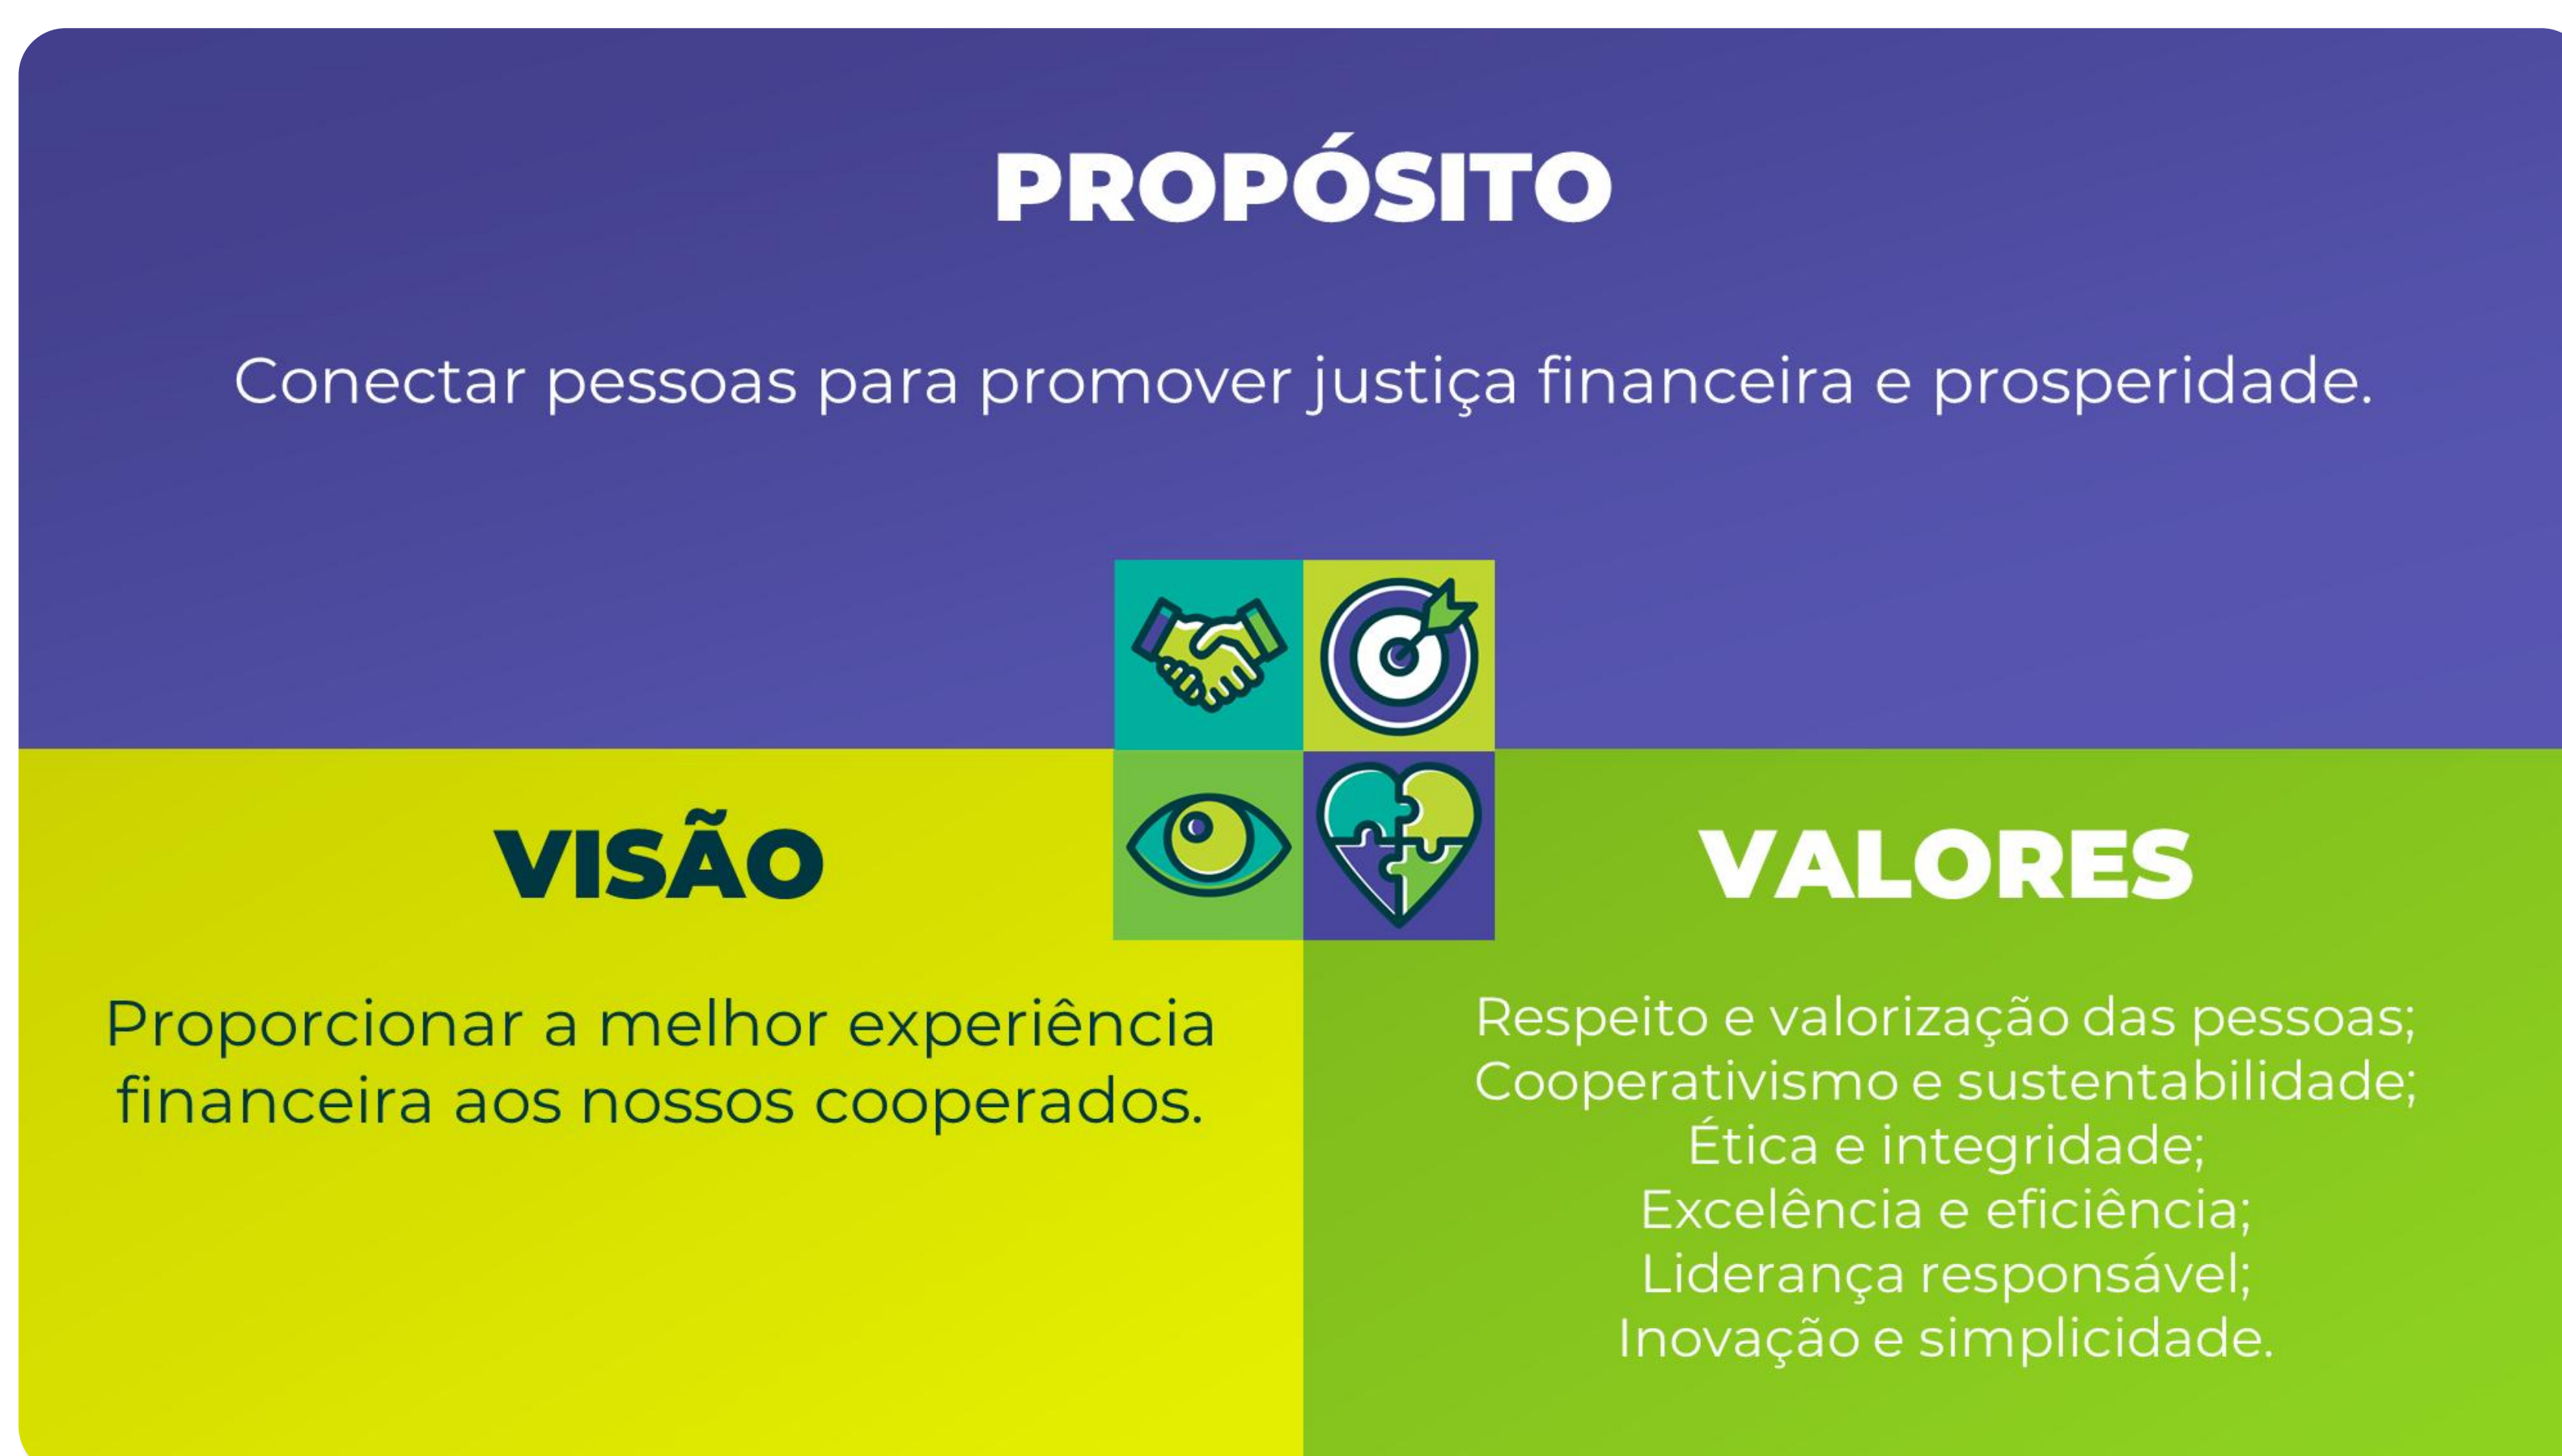 PROPÓSITO
Conectar pessoas para promover justiça financeira e prosperidade.
VISÃO
Proporcionar a melhor experiência
financeira aos nossos cooperados.
VALORES
Respeito e valorização das pessoas;
Cooperativismo e sustentabilidade;
Ética e integridade;
Excelência e eficiência;
Liderança responsável;
Inovação e simplicidade.